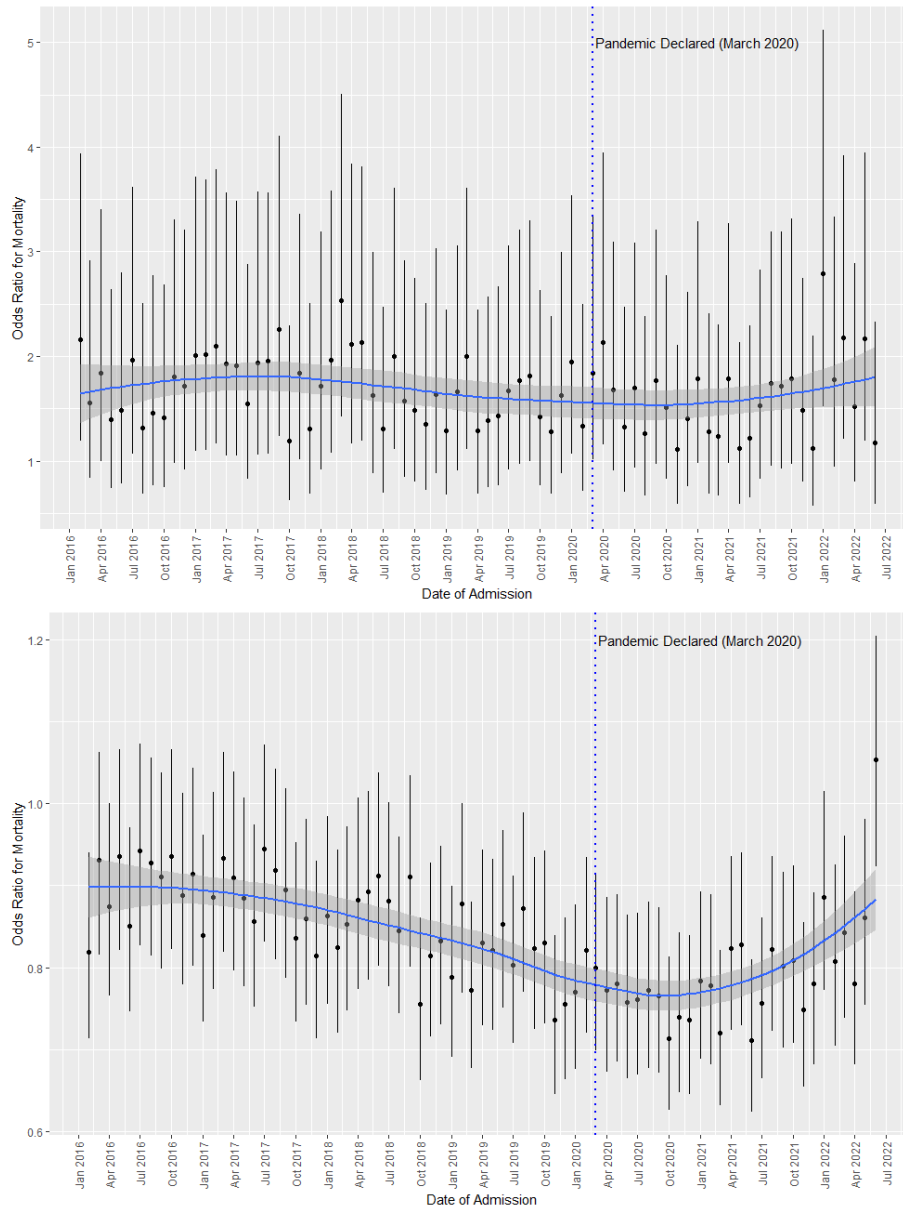 5
Pandemic Declared (March 2020)
4
3
2
1
Odds Ratio for Mortality
Jan 2016
Apr 2016
Jul 2016
Oct 2016
Jan 2017
Apr 2017
Jul 2017
Oct 2017
Jan 2018
Apr 2018
Jul 2018
Oct 2018
Jan 2019
Apr 2019
Jul 2019
Oct 2019
Jan 2020
Apr 2020
Jul 2020
Oct 2020
Jan 2021
Apr 2021
Jul 2021
Oct 2021
Jan 2022
Apr 2022
Jul 2022
Date of Admission
1.2
Pandemic Declared (March 2020)
1.0
0.8
0.6
Odds Ratio for Mortality
Jan 2016
Apr 2016
Jul 2016
Oct 2016
Jan 2017
Apr 2017
Jul 2017
Oct 2017
Jan 2018
Apr 2018
Jul 2018
Oct 2018
Jan 2019
Apr 2019
Jul 2019
Oct 2019
Jan 2020
Apr 2020
Jul 2020
Oct 2020
Jan 2021
Apr 2021
Jul 2021
Oct 2021
Jan 2022
Apr 2022
Jul 2022
Date of Admission